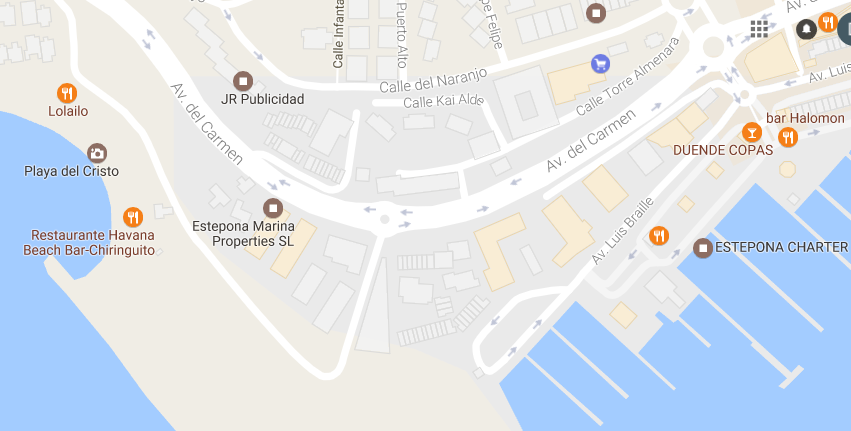 Calle Infanta
Puerto Alto
pe Felipe
Av. d
Av. del Carmen
JR Publicidad
Calle del Naranjo
Calle Kai Alde
Calle Torre Almenara
Av. Luis
Lolailo
bar Halomon
Playa del Cristo
Av. del Carmen
DUENDE COPAS
Estepona Marina
Properties SL
Restaurante Havana
Beach Bar-Chiringuito
Av. Luis Braille
ESTEPONA CHARTER